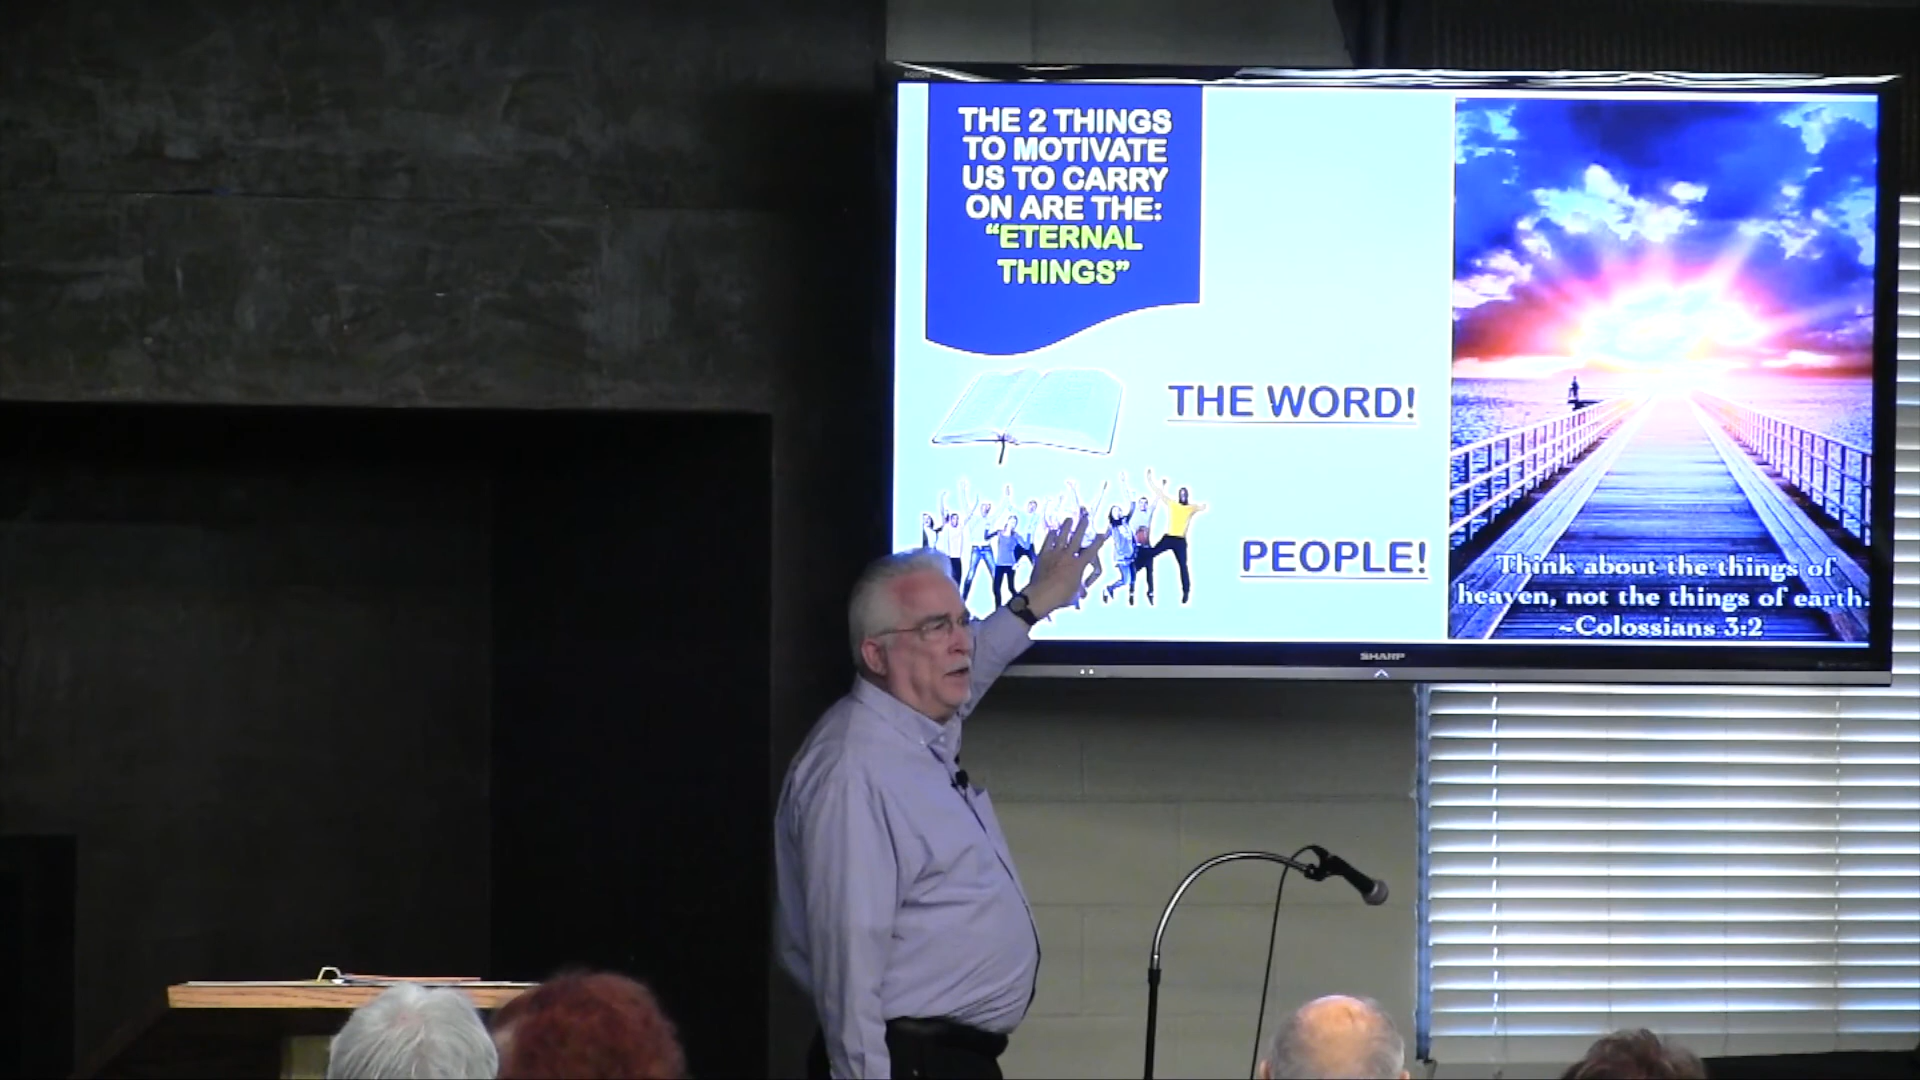 THE 2 THINGS
TO MOTIVATE
US TO CARRY
ON ARE THE:
“ETERNAL
THINGS”
THE WORD!
PEOPLE!
Think about the things of
heaven, not the things of earth.
~Colossians 3:2
SHARP